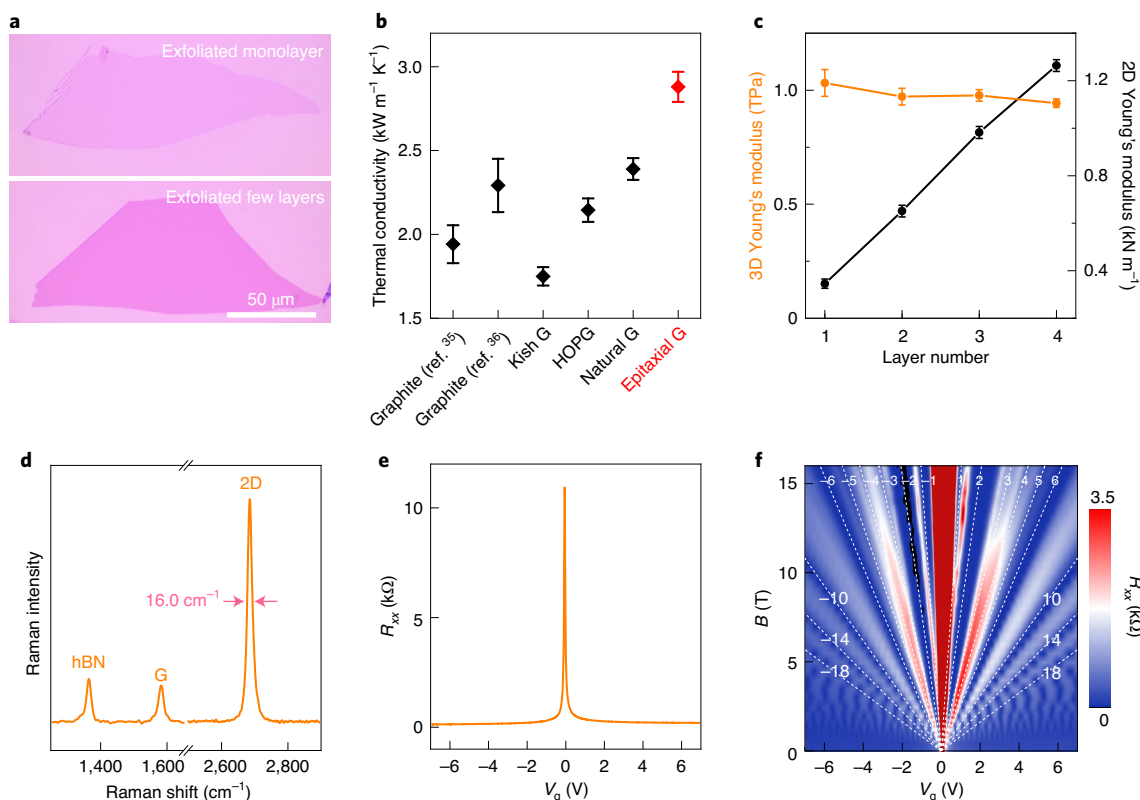 a
Exfoliated monolayer
Exfoliated few layers
50 μm
b
Thermal conductivity (kW m⁻¹ K⁻¹)
3.0
2.5
2.0
1.5
Graphite (ref. ³⁵)
Graphite (ref. ³⁶)
Kish G
HOPG
Natural G
Epitaxial G
c
3D Young's modulus (TPa)
1.0
0.5
0
1 2 3 4
Layer number
1.2
0.8
0.4
2D Young's modulus (kN m⁻¹)
d
Raman intensity
hBN
G
2D
16.0 cm⁻¹
1,400 1,600 2,600 2,800
Raman shift (cm⁻¹)
e
Rxx (kΩ)
10
5
0
−6 −4 −2 0 2 4 6
Vg (V)
f
B (T)
15
10
5
0
−6 −5 −4 −3 −2 −1 1 2 3 4 5 6
−10 10
−14 14
−18 18
−6 −4 −2 0 2 4 6
Vg (V)
3.5
0
Rxx (kΩ)